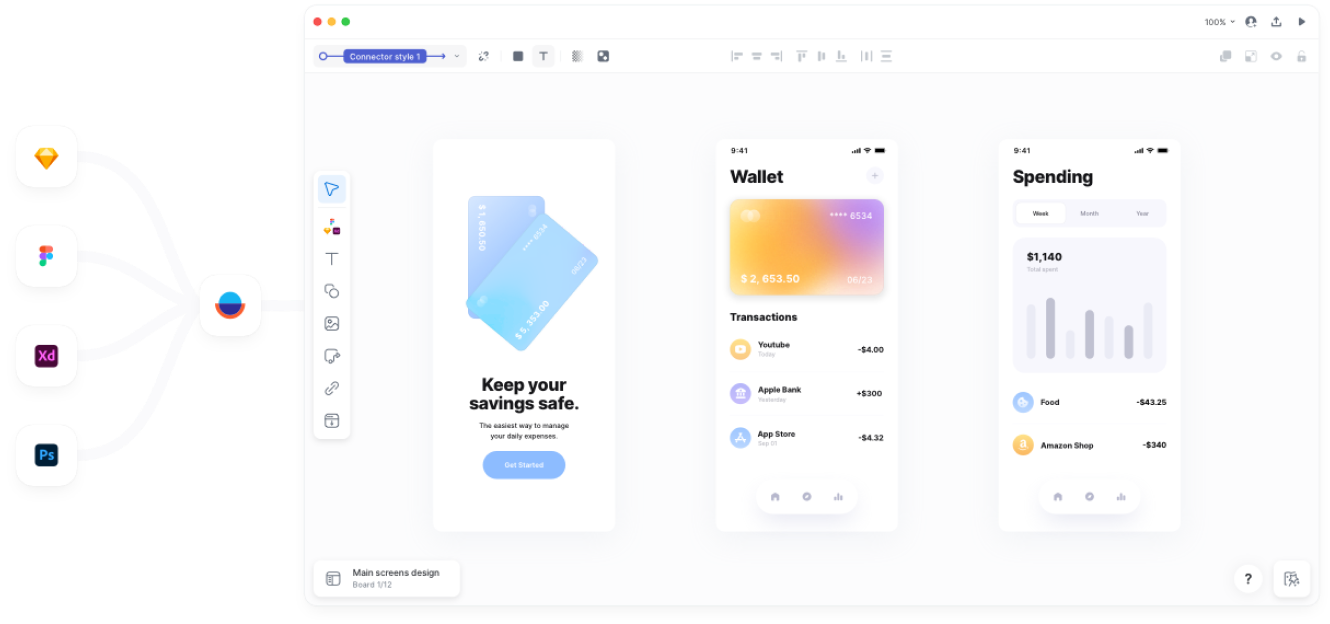 100%
Connector style 1
T
Xd
Ps
$ 1, 650.50
**** 6534
06/23
$ 5, 353.00
Keep your
savings safe.
The easiest way to manage
your daily expenses.
Get Started
9:41
Wallet
+
**** 6534
$ 2, 653.50
06/23
Transactions
Youtube
Today
-$4.00
Apple Bank
Yesterday
+$300
App Store
Sep 01
-$4.32
9:41
Spending
Week
Month
Year
$1,140
Total spent
Food
-$43.25
Amazon Shop
-$340
Main screens design
Board 1/12
?